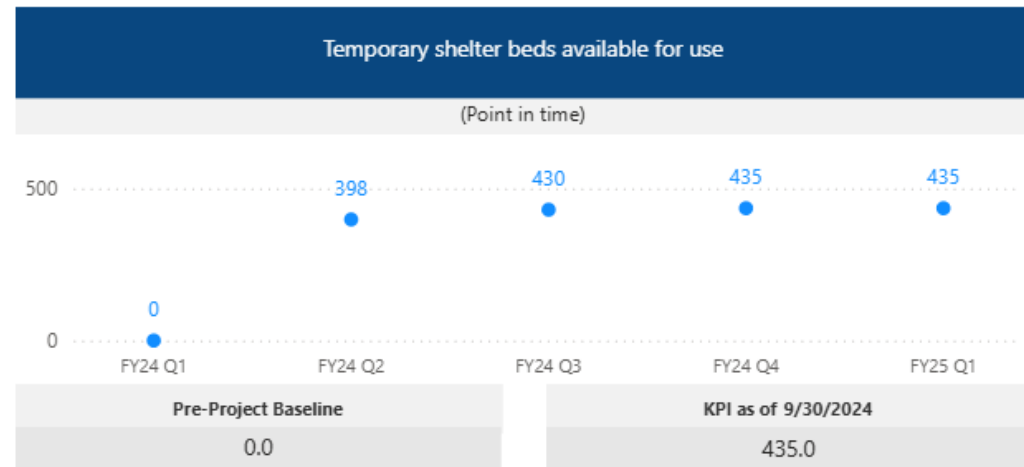 Temporary shelter beds available for use
(Point in time)
500
398
430
435
435
0
0
FY24 Q1
FY24 Q2
FY24 Q3
FY24 Q4
FY25 Q1
Pre-Project Baseline
KPI as of 9/30/2024
0.0
435.0